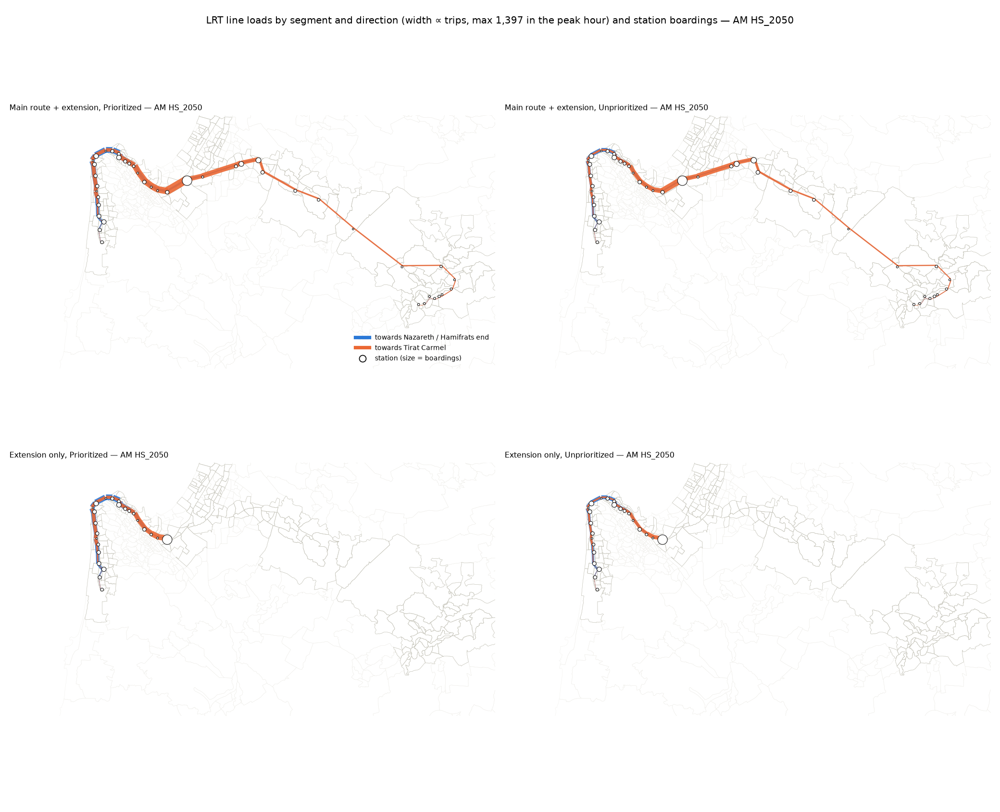 LRT line loads by segment and direction (width ∝ trips, max 1,397 in the peak hour) and station boardings — AM HS_2050
Main route + extension, Prioritized — AM HS_2050
Main route + extension, Unprioritized — AM HS_2050
towards Nazareth / Hamifrats end
towards Tirat Carmel
station (size = boardings)
Extension only, Prioritized — AM HS_2050
Extension only, Unprioritized — AM HS_2050